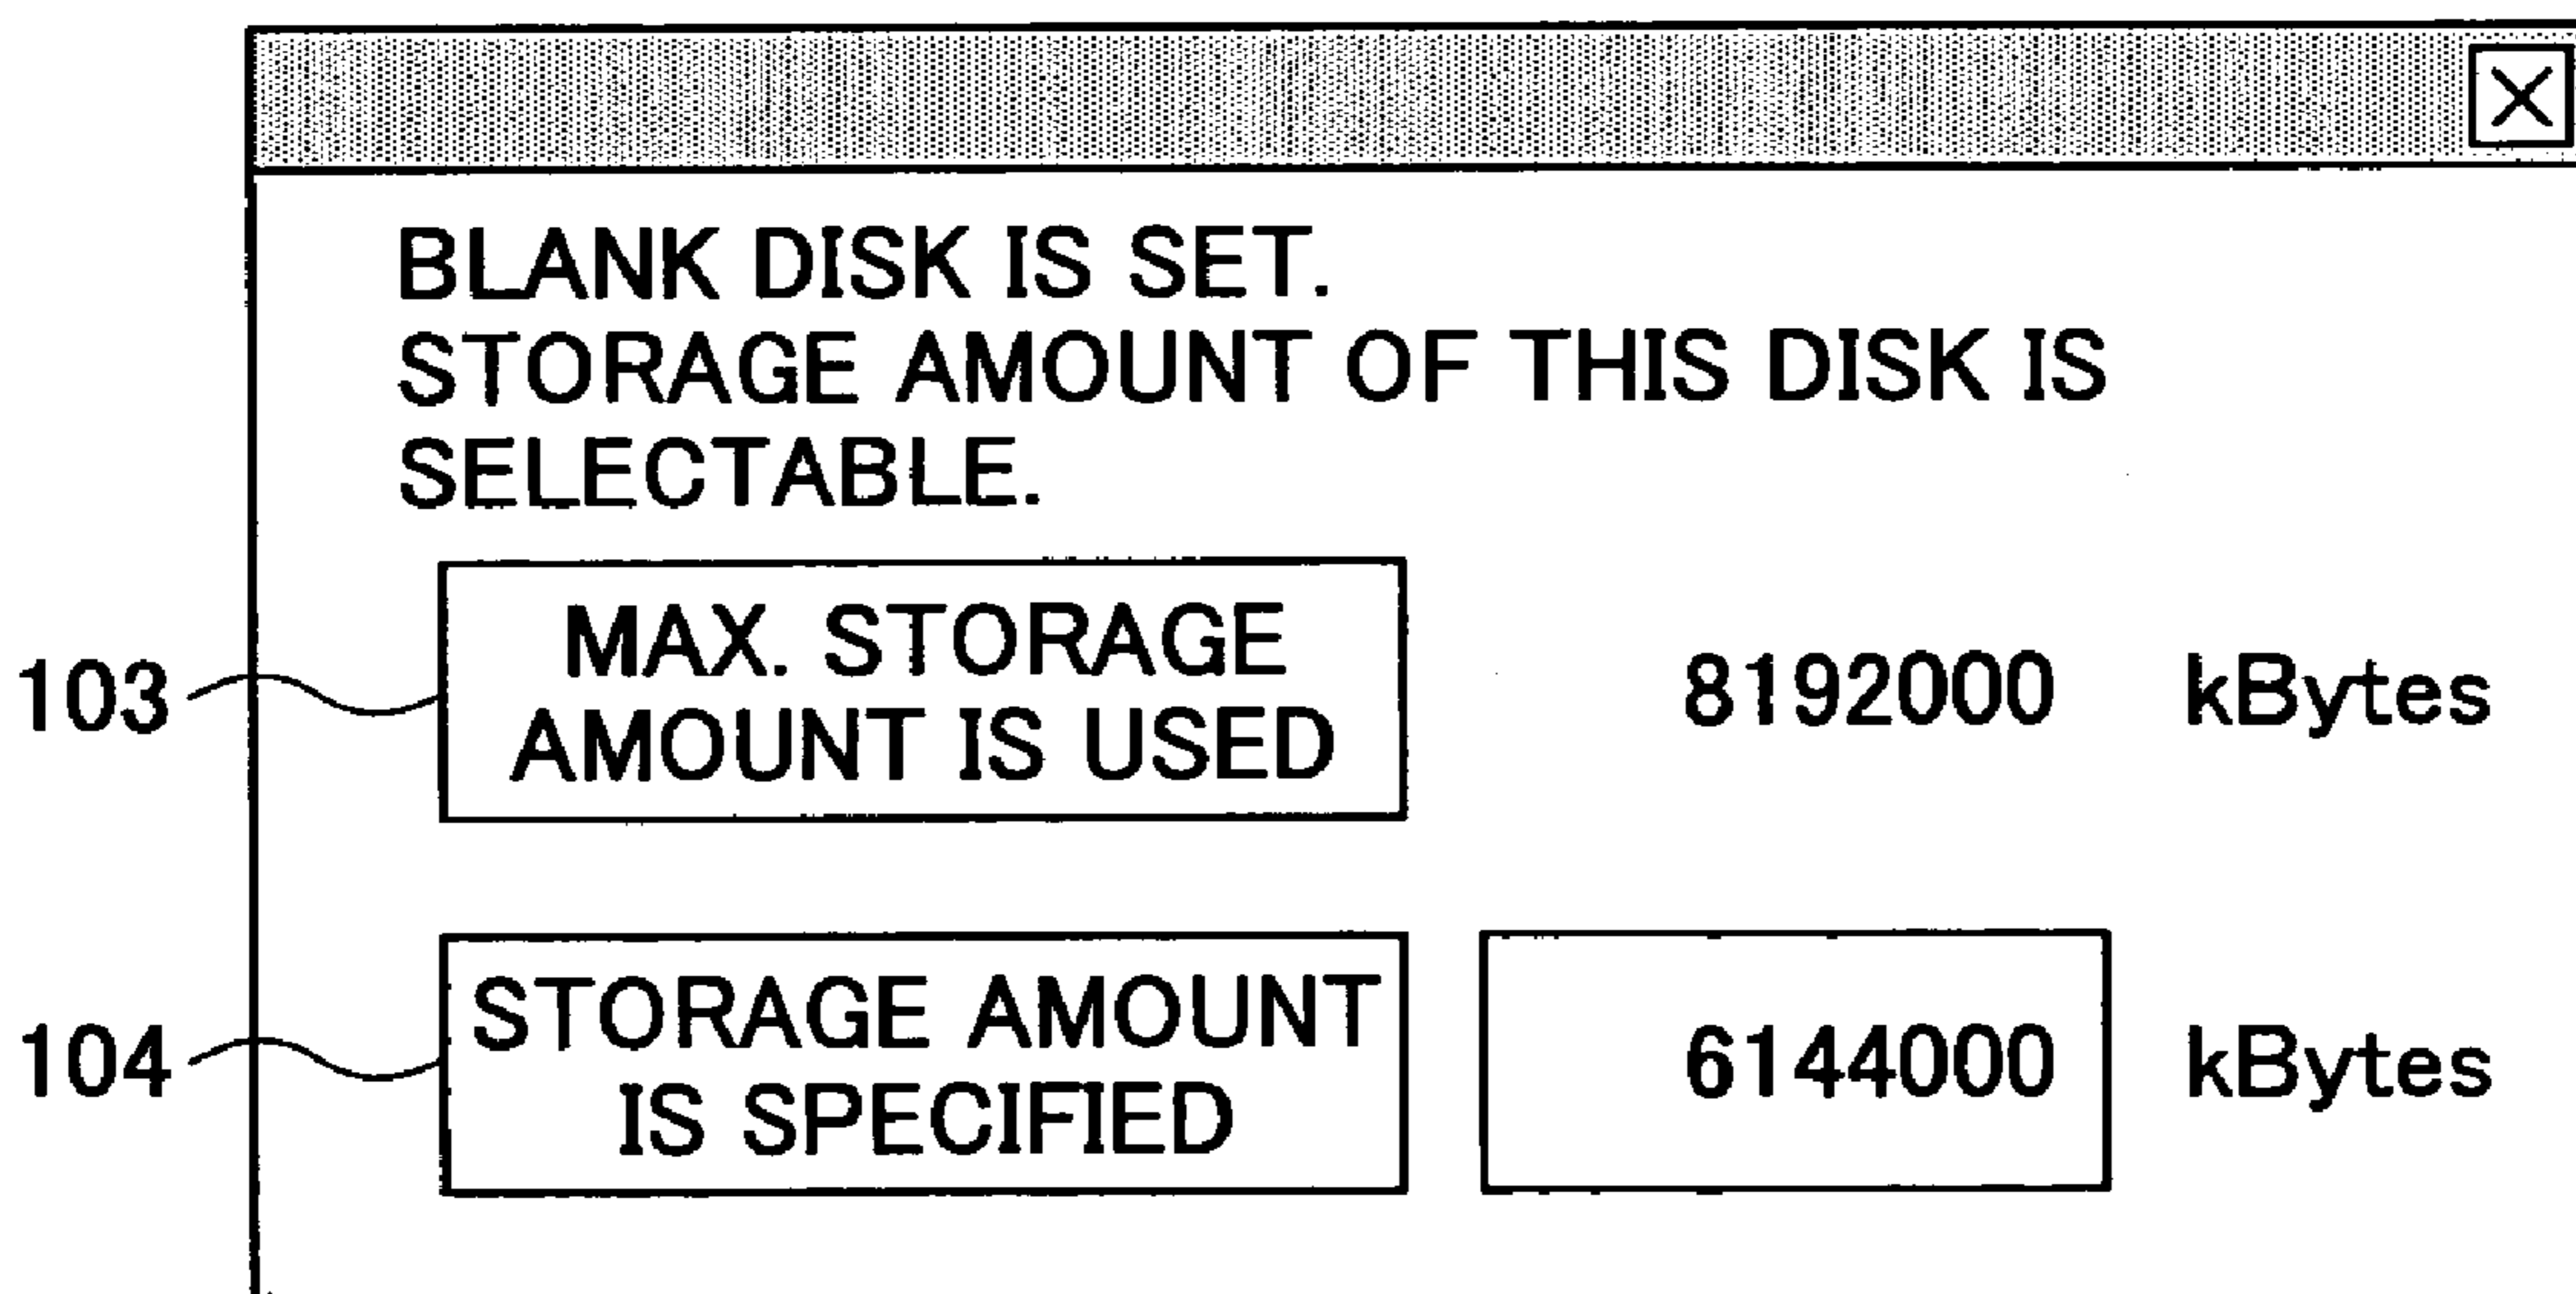 BLANK DISK IS SET.
STORAGE AMOUNT OF THIS DISK IS
SELECTABLE.
103
MAX. STORAGE
AMOUNT IS USED
8192000 kBytes
104
STORAGE AMOUNT
IS SPECIFIED
6144000 kBytes